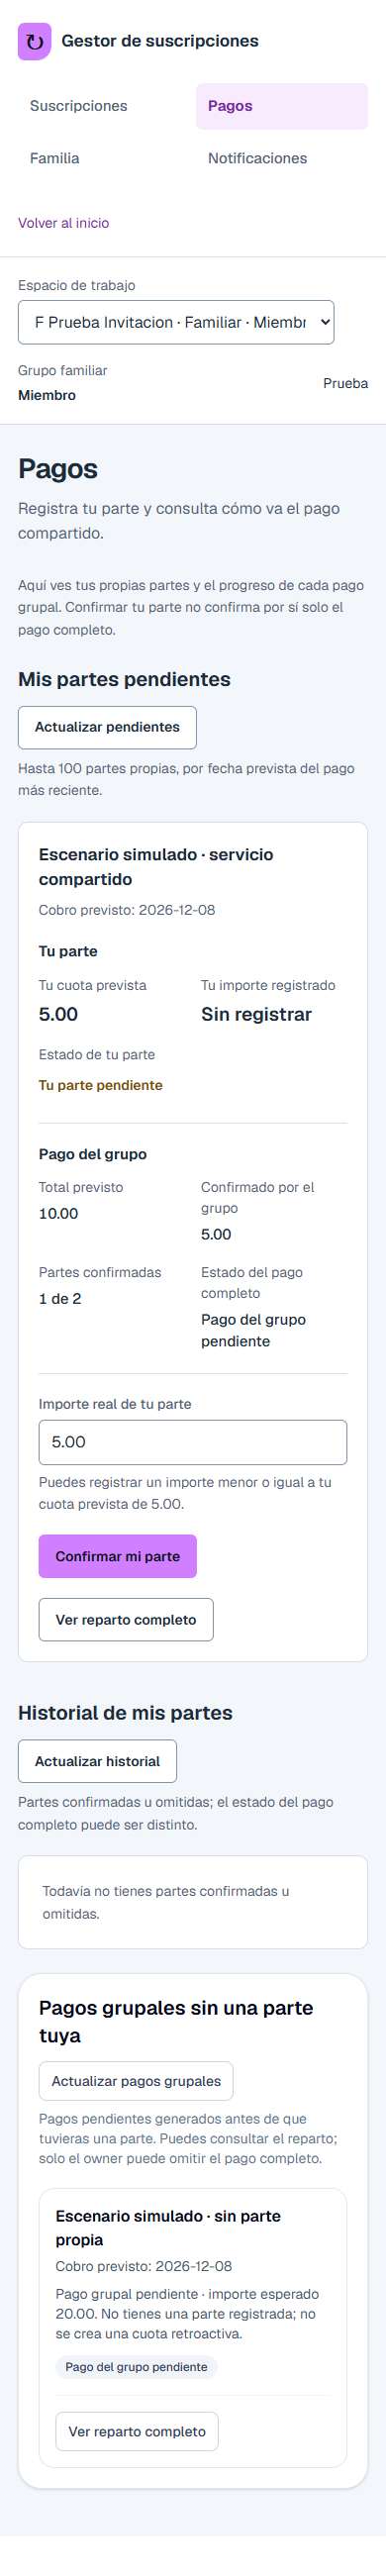 Gestor de suscripciones
Suscripciones
Pagos
Familia
Notificaciones
Volver al inicio
Espacio de trabajo
F Prueba Invitacion · Familiar · Miembr
Grupo familiar
Miembro
Prueba
Pagos
Registra tu parte y consulta cómo va el pago
compartido.
Aquí ves tus propias partes y el progreso de cada pago
grupal. Confirmar tu parte no confirma por sí solo el
pago completo.
Mis partes pendientes
Actualizar pendientes
Hasta 100 partes propias, por fecha prevista del pago
más reciente.
Escenario simulado · servicio
compartido
Cobro previsto: 2026-12-08
Tu parte
Tu cuota prevista
5.00
Tu importe registrado
Sin registrar
Estado de tu parte
Tu parte pendiente
Pago del grupo
Total previsto
10.00
Confirmado por el
grupo
5.00
Partes confirmadas
1 de 2
Estado del pago
completo
Pago del grupo
pendiente
Importe real de tu parte
5.00
Puedes registrar un importe menor o igual a tu
cuota prevista de 5.00.
Confirmar mi parte
Ver reparto completo
Historial de mis partes
Actualizar historial
Partes confirmadas u omitidas; el estado del pago
completo puede ser distinto.
Todavía no tienes partes confirmadas u
omitidas.
Pagos grupales sin una parte
tuya
Actualizar pagos grupales
Pagos pendientes generados antes de que
tuvieras una parte. Puedes consultar el reparto;
solo el owner puede omitir el pago completo.
Escenario simulado · sin parte
propia
Cobro previsto: 2026-12-08
Pago grupal pendiente · importe esperado
20.00. No tienes una parte registrada; no
se crea una cuota retroactiva.
Pago del grupo pendiente
Ver reparto completo